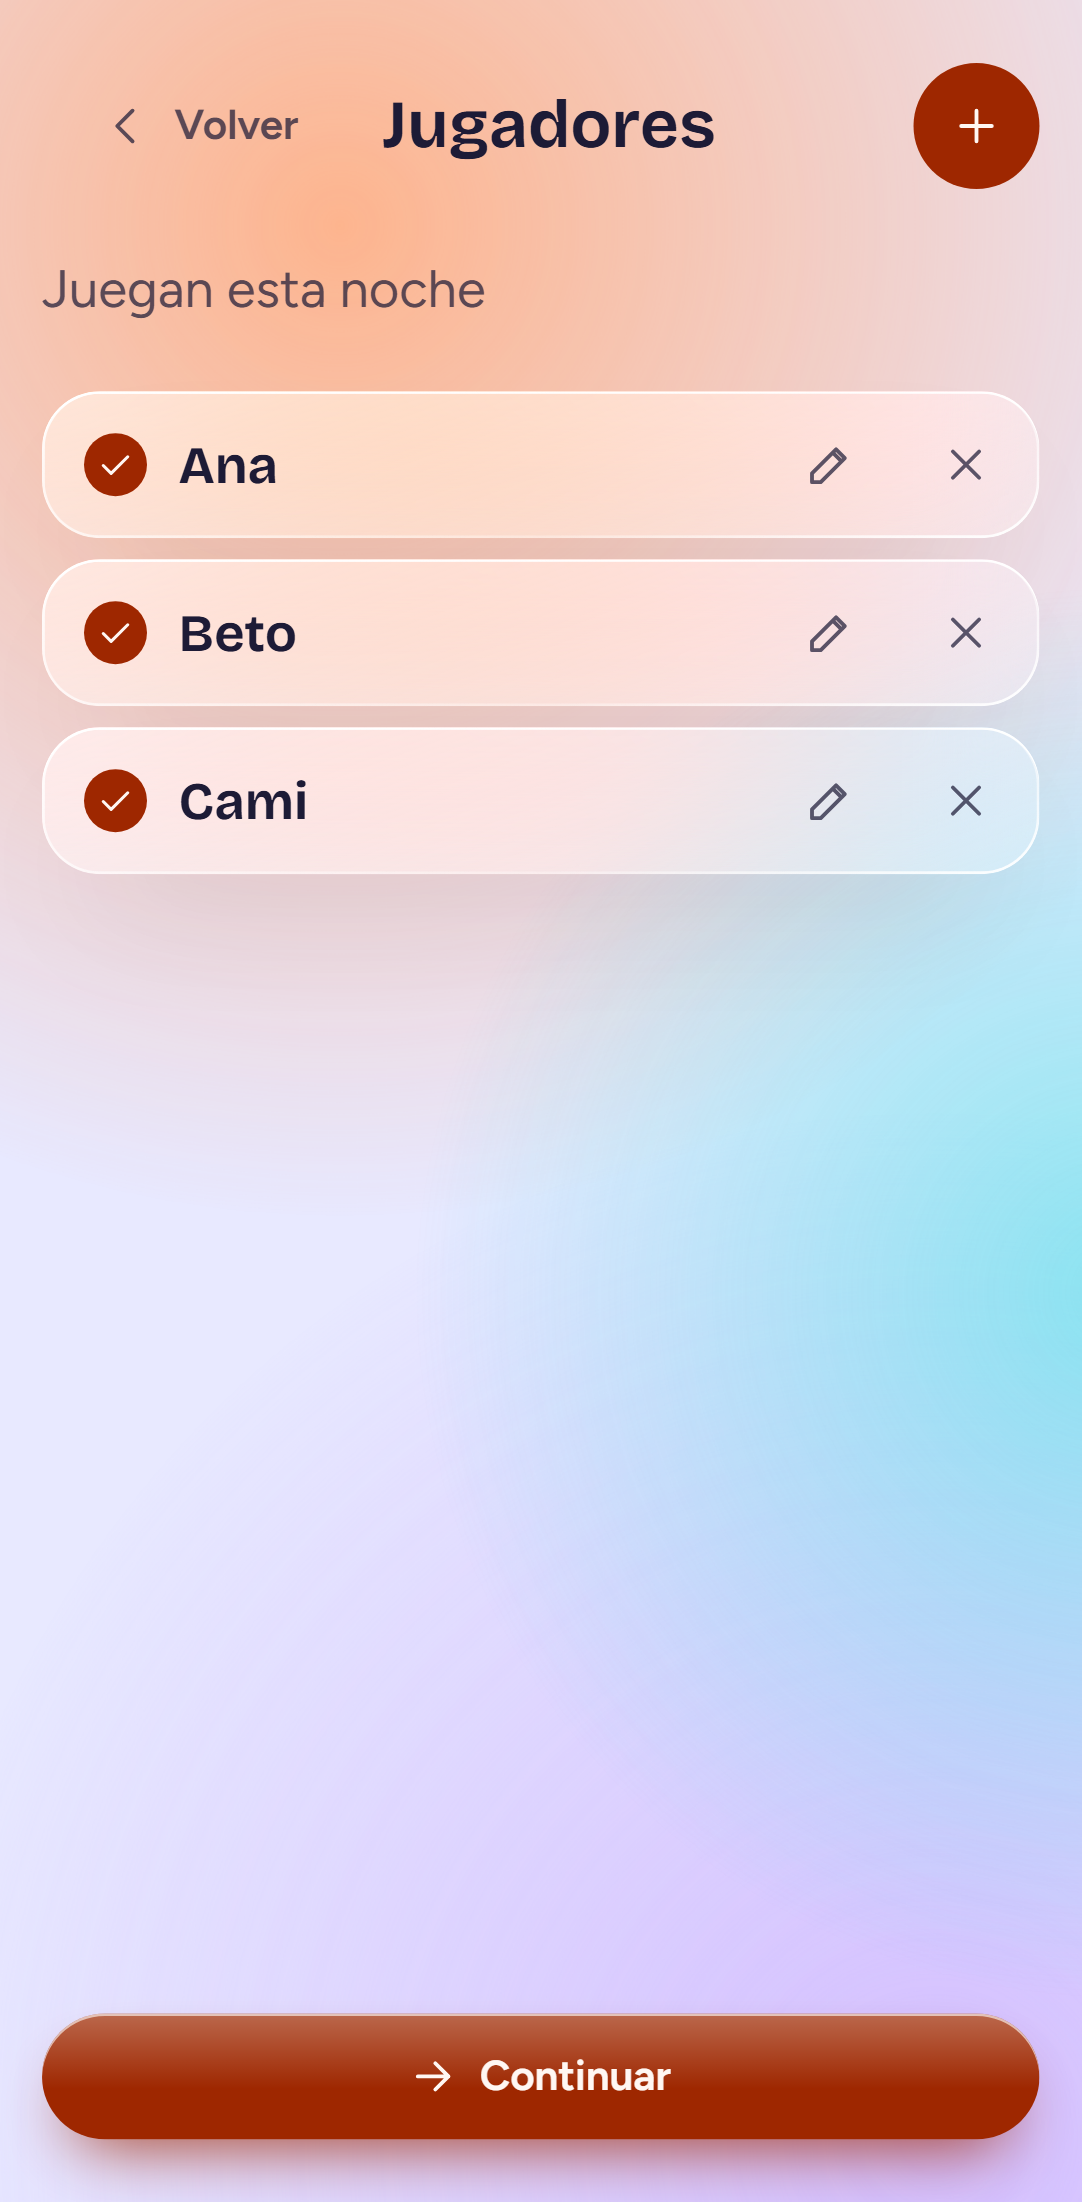 Volver
Jugadores
Juegan esta noche
Ana
Beto
Cami
Continuar